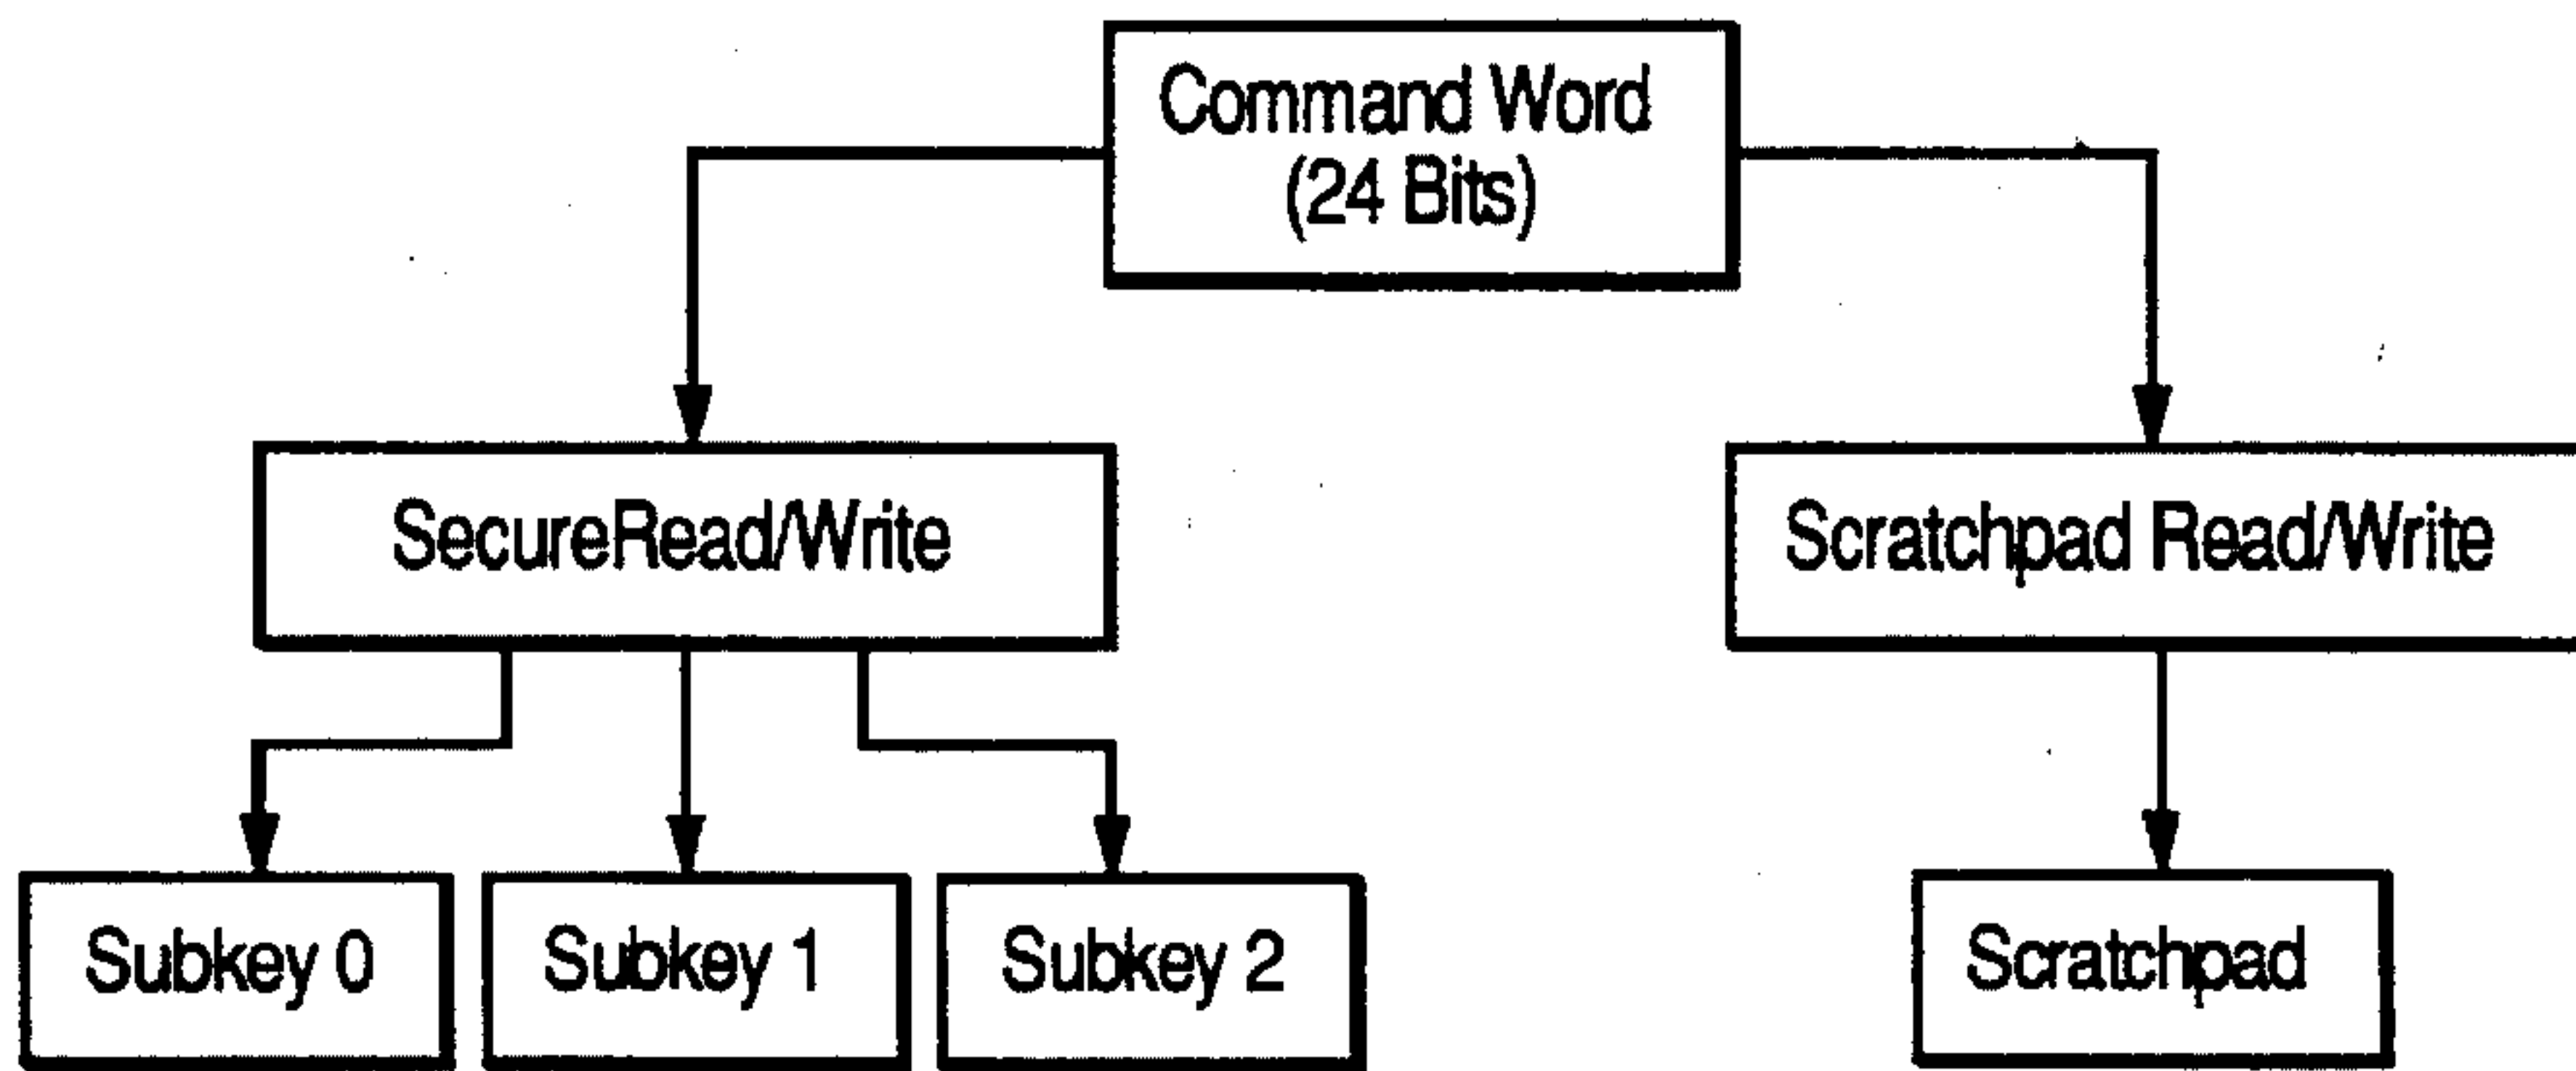 Command Word
(24 Bits)
SecureRead/Write
Scratchpad Read/Write
Subkey 0
Subkey 1
Subkey 2
Scratchpad